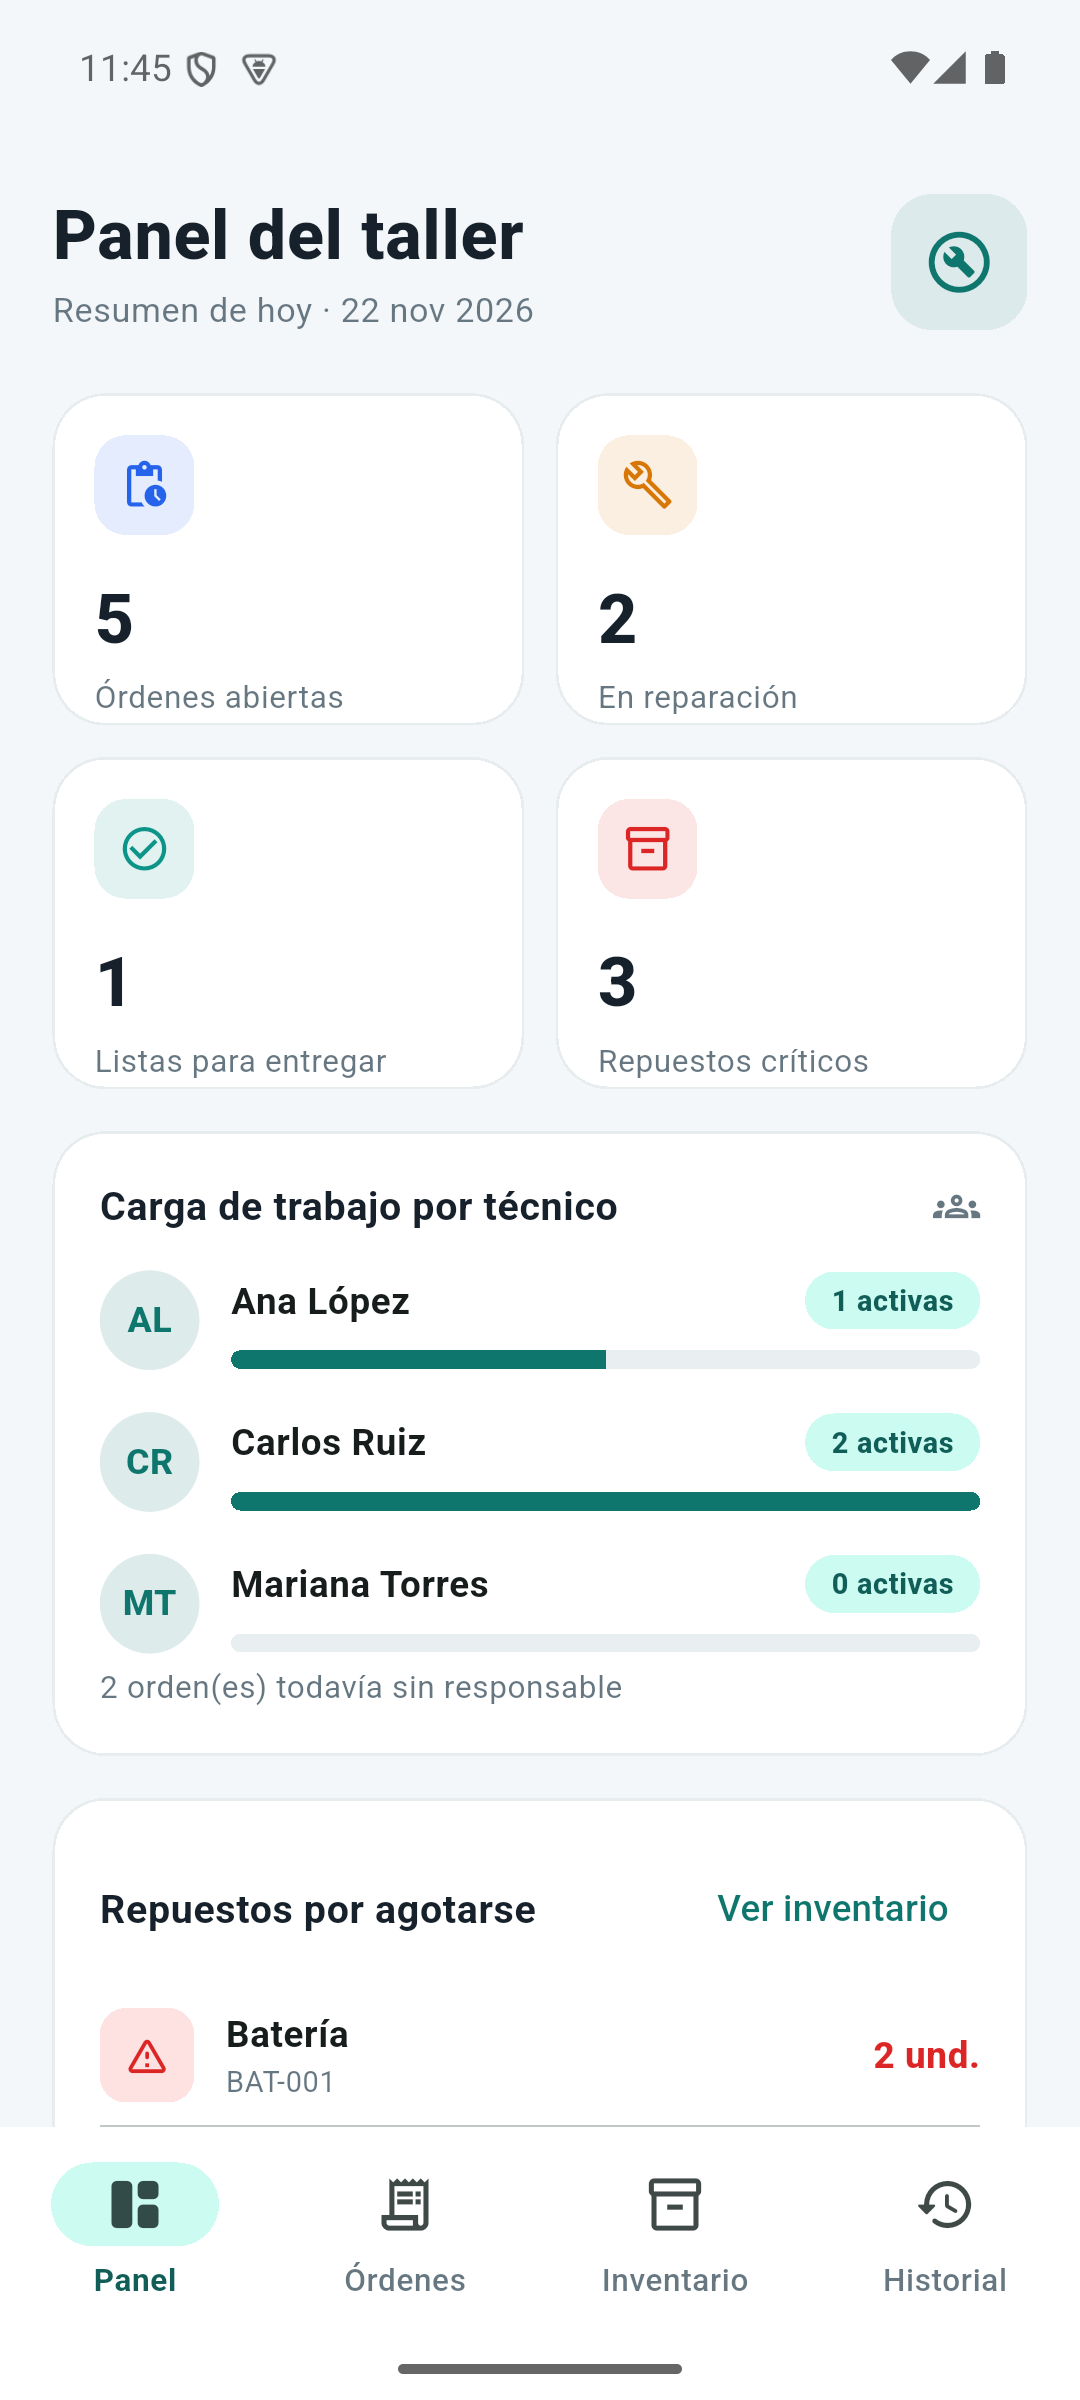 11:45
Panel del taller
Resumen de hoy · 22 nov 2026
5
Órdenes abiertas
2
En reparación
1
Listas para entregar
3
Repuestos críticos
Carga de trabajo por técnico
AL
Ana López
1 activas
CR
Carlos Ruiz
2 activas
MT
Mariana Torres
0 activas
2 orden(es) todavía sin responsable
Repuestos por agotarse
Ver inventario
Batería
BAT-001
2 und.
Panel
Órdenes
Inventario
Historial